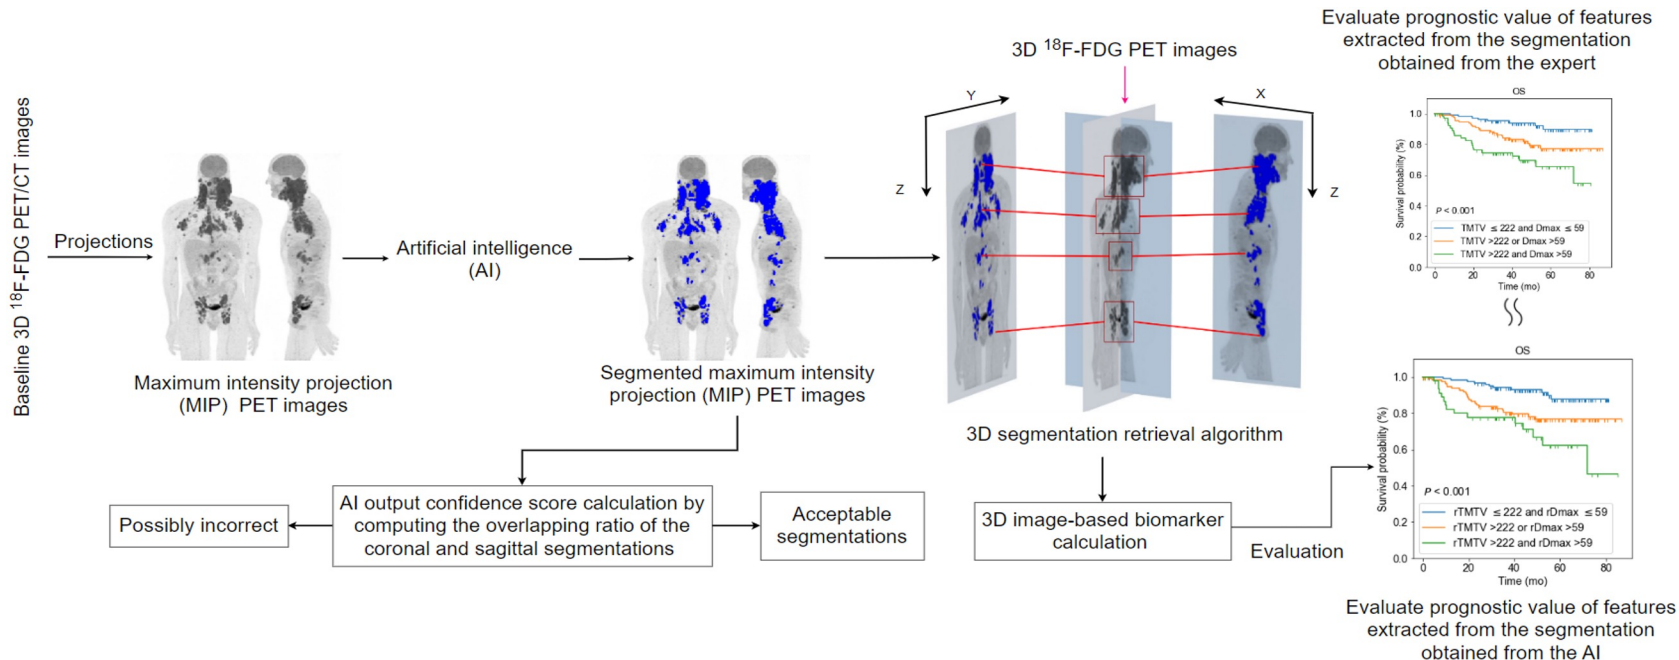 Baseline 3D 18F-FDG PET/CT images
Projections
Maximum intensity projection
(MIP) PET images
Artificial intelligence
(AI)
Segmented maximum intensity
projection (MIP) PET images
AI output confidence score calculation by
computing the overlapping ratio of the
coronal and sagittal segmentations
Possibly incorrect
Acceptable
segmentations
3D 18F-FDG PET images
Y
Z
X
Z
3D segmentation retrieval algorithm
3D image-based biomarker
calculation
Evaluation
Evaluate prognostic value of features
extracted from the segmentation
obtained from the expert
OS
Survival probability (%)
1.0
0.8
0.6
0.4
0.2
0.0
P < 0.001
TMTV ≤ 222 and Dmax ≤ 59
TMTV >222 or Dmax >59
TMTV >222 and Dmax >59
0 20 40 60 80
Time (mo)
OS
Survival probability (%)
1.0
0.8
0.6
0.4
0.2
0.0
P < 0.001
rTMTV ≤ 222 and rDmax ≤ 59
rTMTV >222 or rDmax >59
rTMTV >222 and rDmax >59
0 20 40 60 80
Time (mo)
Evaluate prognostic value of features
extracted from the segmentation
obtained from the AI